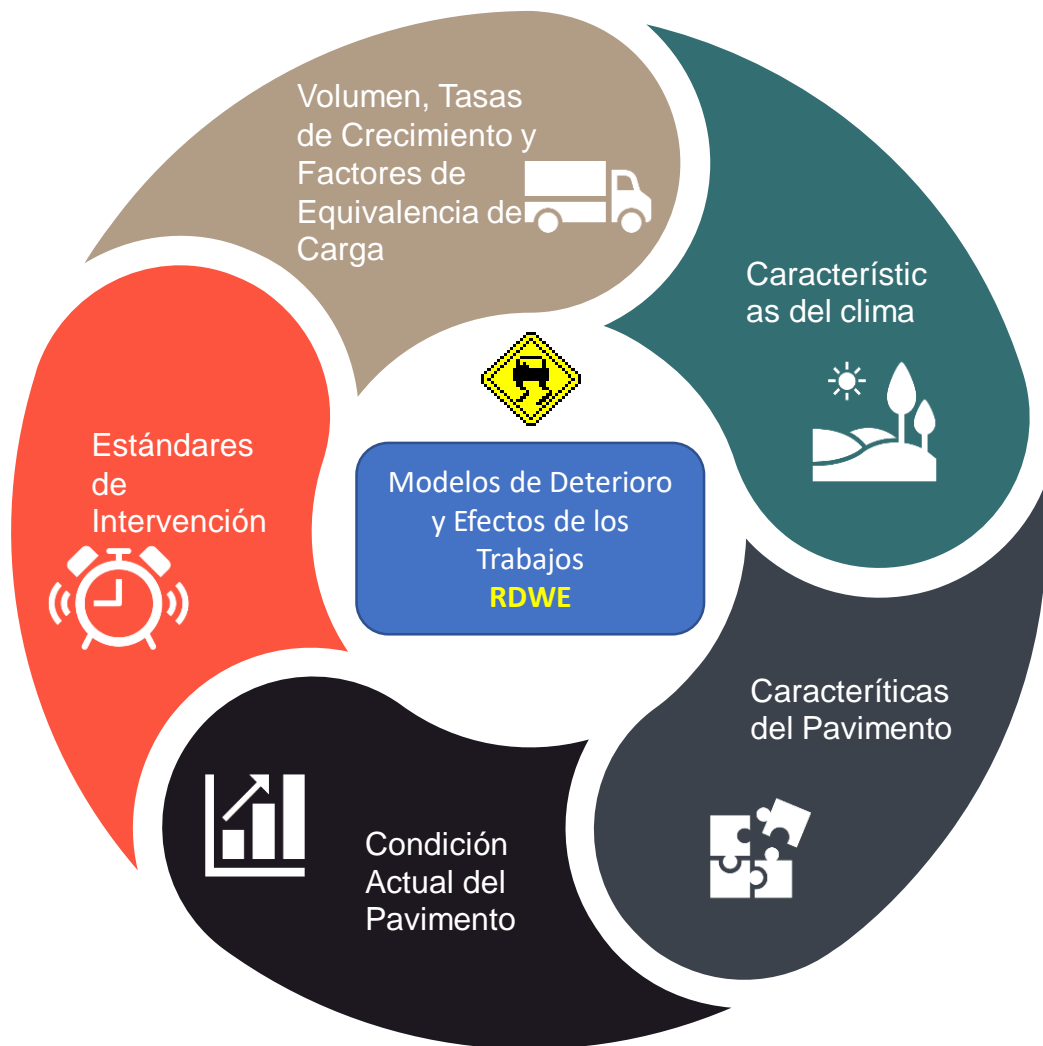 Volumen, Tasas
de Crecimiento y
Factores de
Equivalencia de
Carga
Característic
as del clima
Estándares
de
Intervención
Modelos de Deterioro
y Efectos de los
Trabajos
RDWE
Caracteríticas
del Pavimento
Condición
Actual del
Pavimento